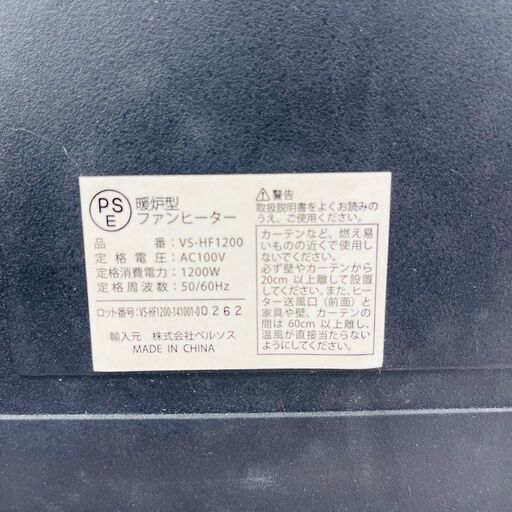 PS
E
暖炉型
ファンヒーター
品　　　番：VS-HF1200
定格電圧：AC100V
定格消費電力：1200W
定格周波数：50/60Hz
ロット番号：VS-HF1200-141001-00262
輸入元　株式会社ベルソス
MADE IN CHINA
⚠警告
取扱説明書をよくお読みの
うえ、ご使用ください。
カーテンなど、燃え易
いものの近くで使用し
ないでください。
必ず壁やカーテンから
20cm 以上離して設置
してください。また、ヒー
ター送風口（前面）と
家具や壁、カーテンの
間は 60cm 以上離し、
温風が直接当たらない
ようにしてください。